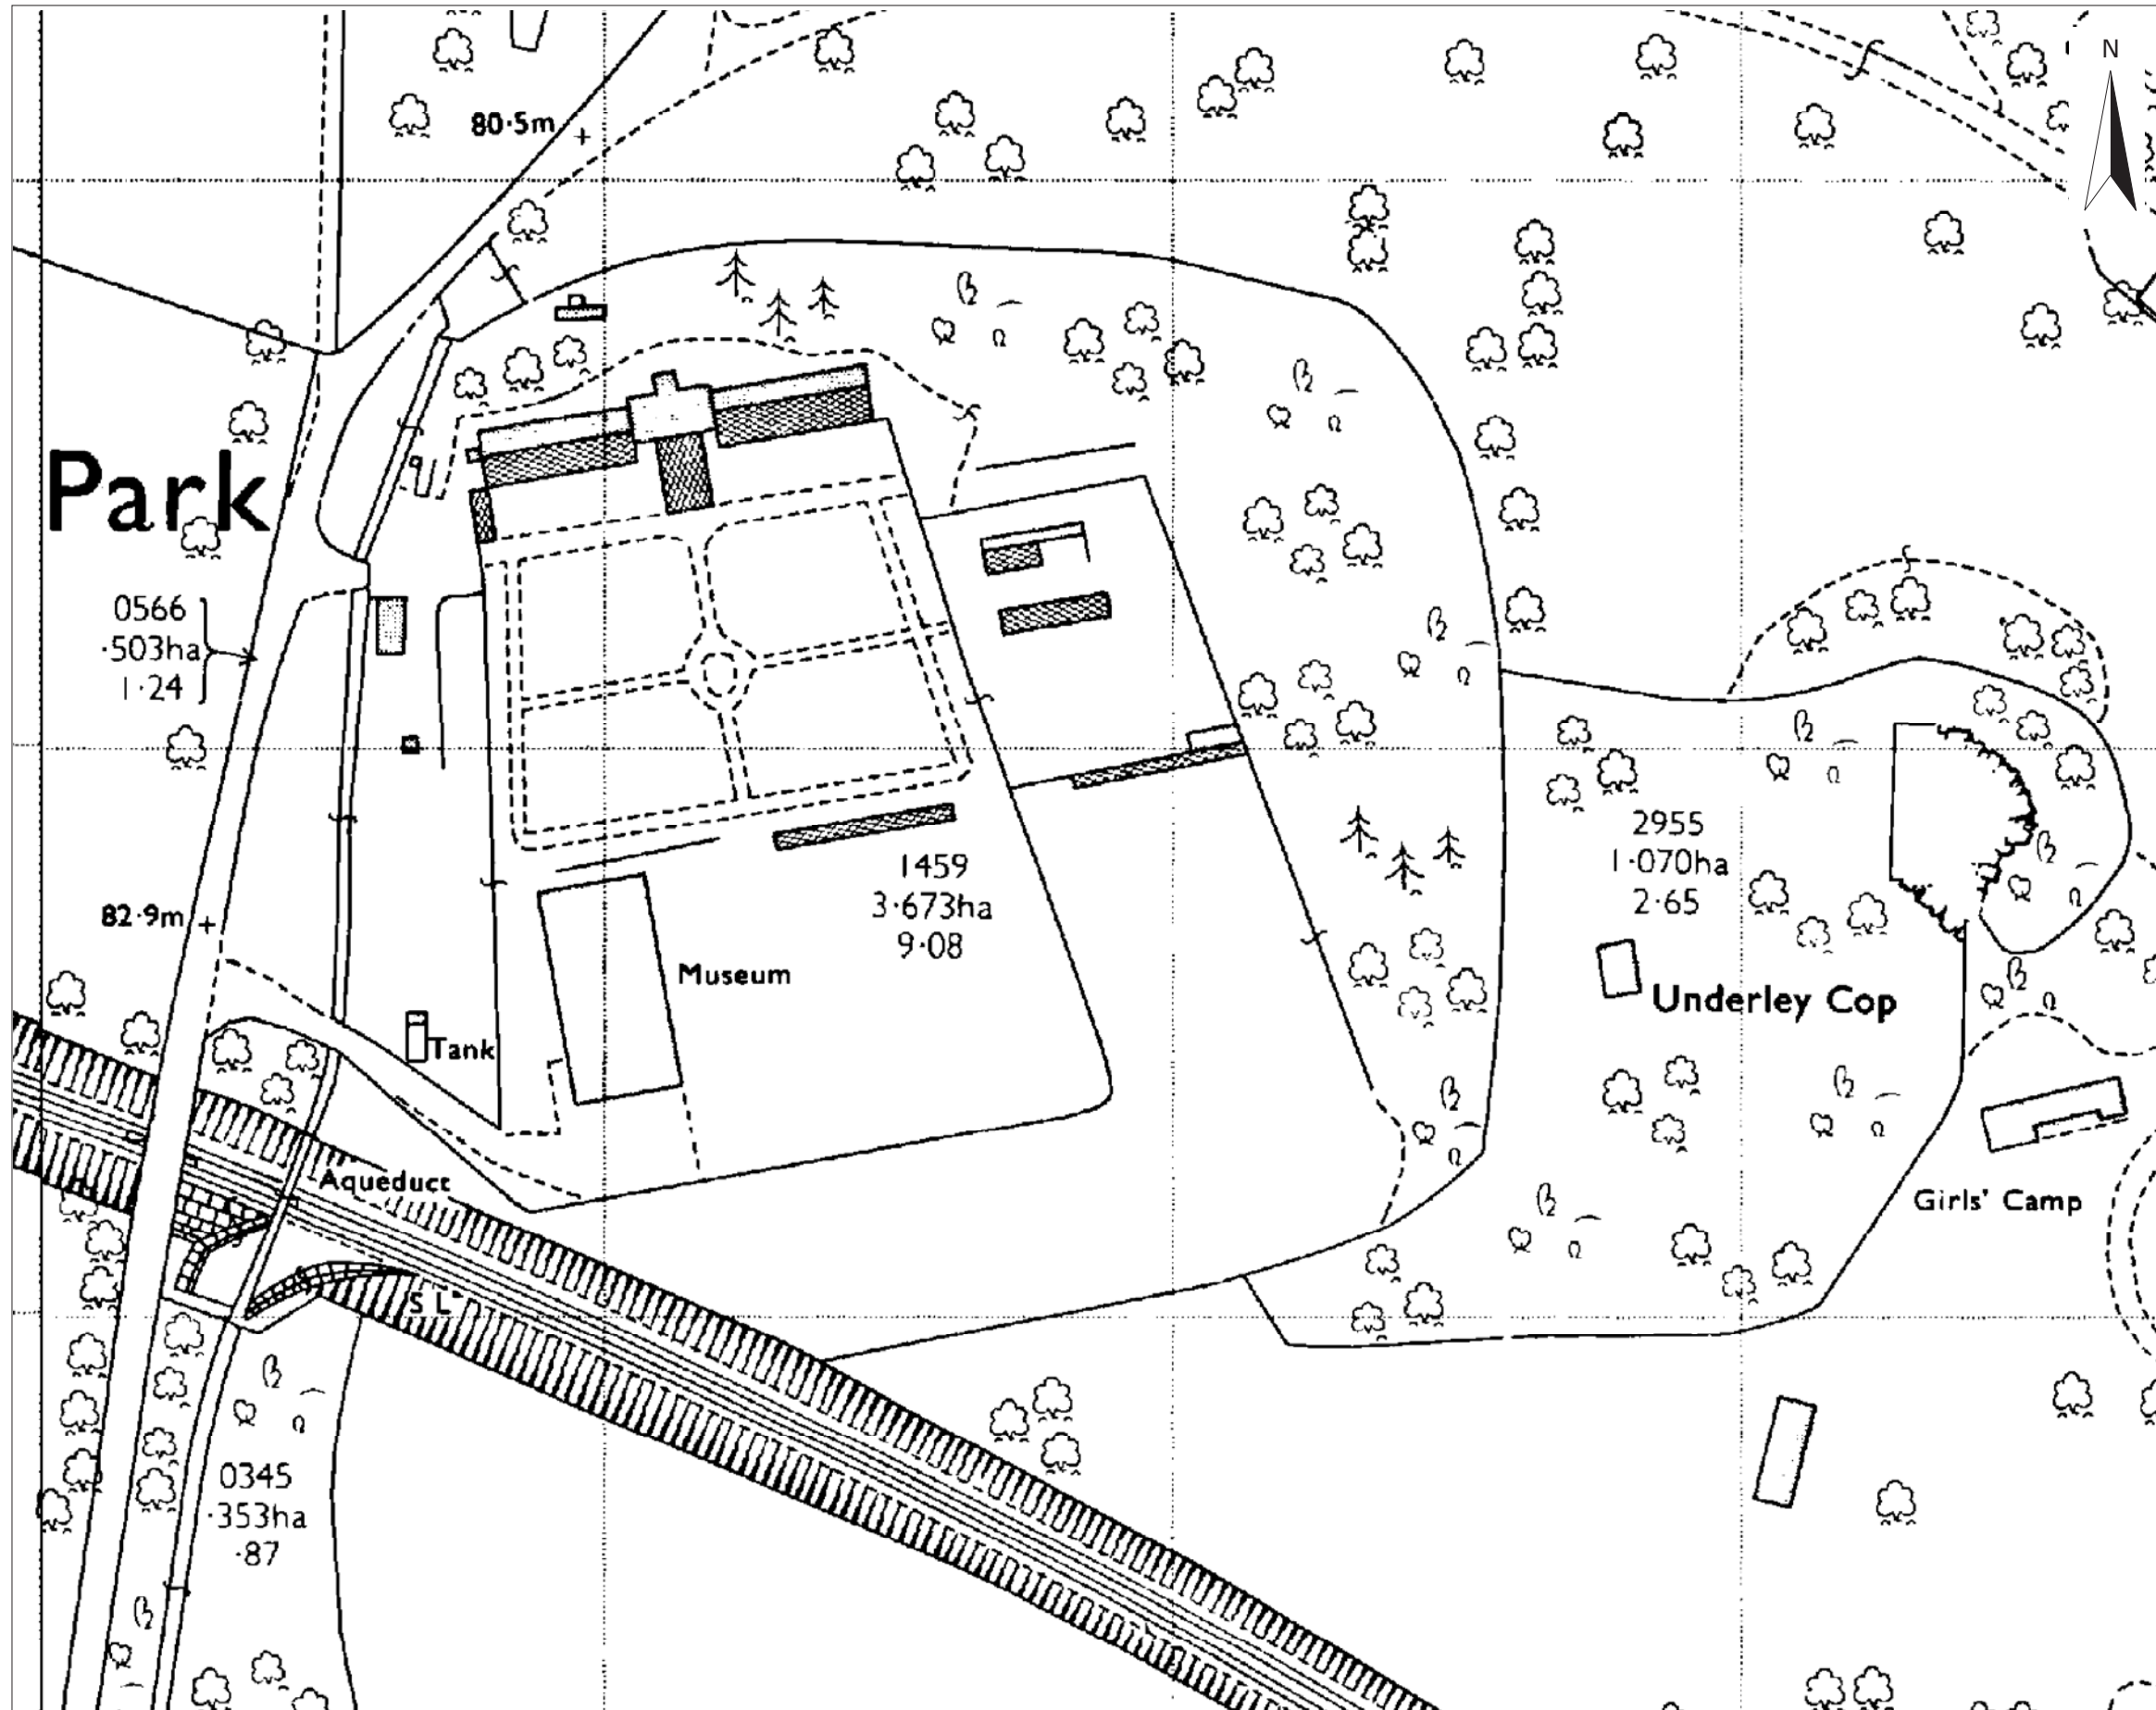 N
80·5m
Park
0566
·503ha
1·24
82·9m
1459
3·673ha
9·08
Museum
Tank
2955
1·070ha
2·65
Underley Cop
Girls' Camp
Aqueduct
S L
0345
·353ha
·87